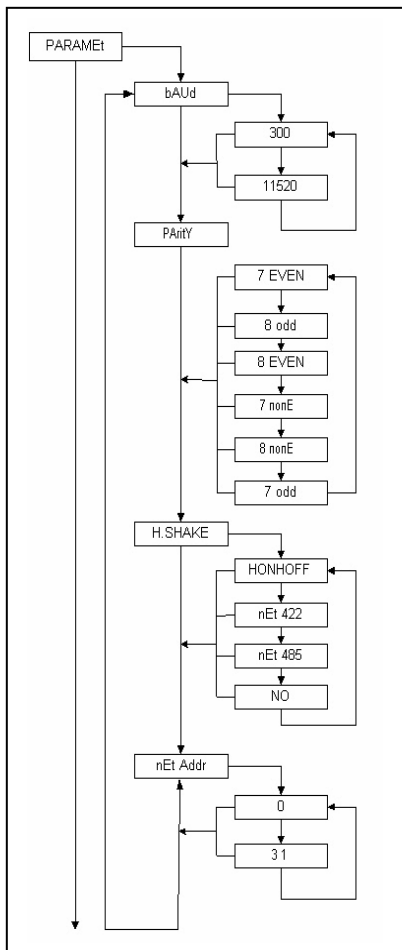 PARAMEt
bAUd
300
11520
PAritY
7 EVEN
8 odd
8 EVEN
7 nonE
8 nonE
7 odd
H.SHAKE
HONHOFF
nEt 422
nEt 485
NO
nEt Addr
0
31